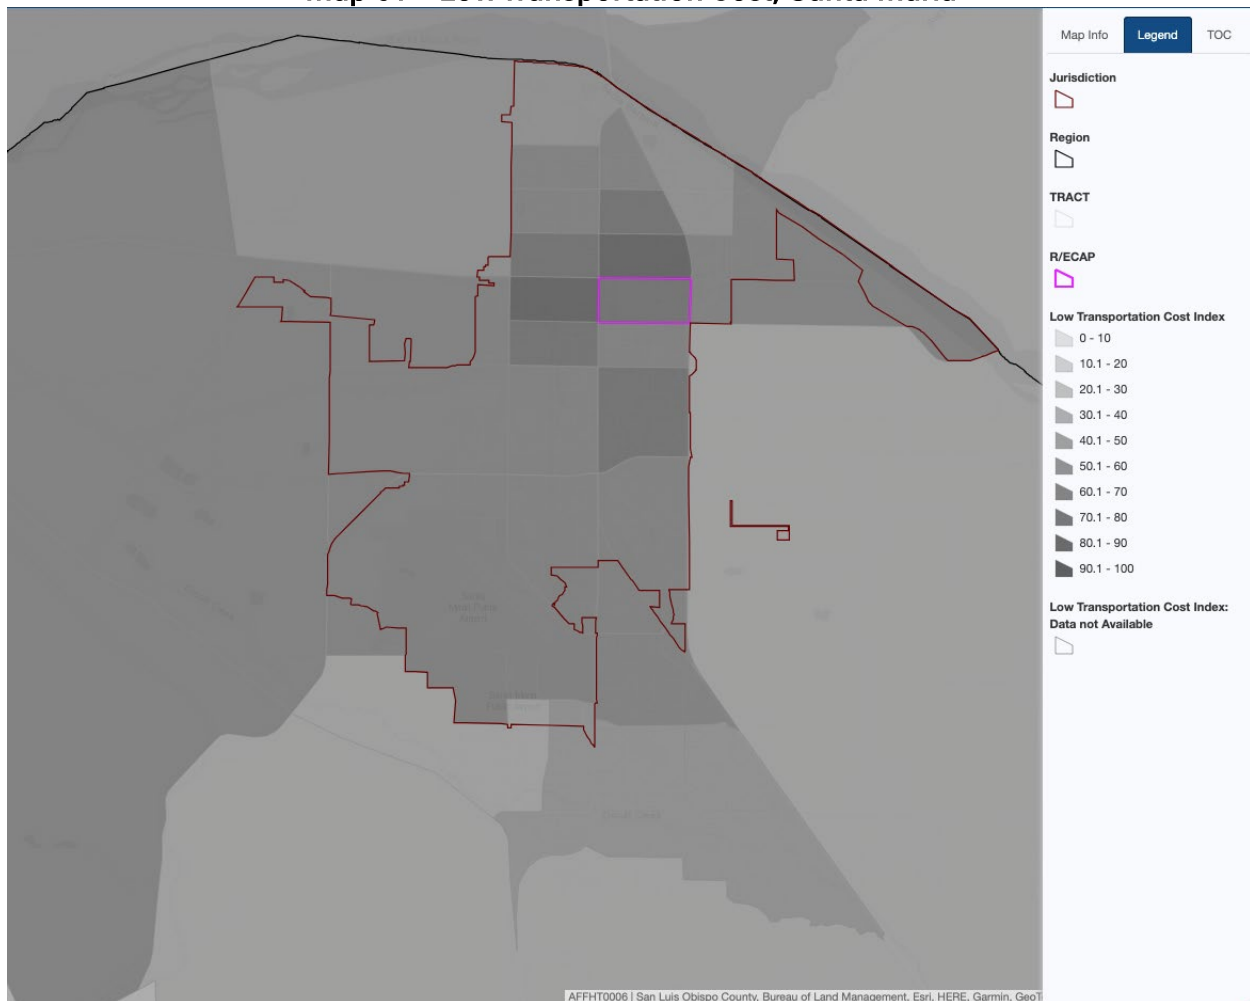 Map Info Legend TOC
Jurisdiction
Region
TRACT
R/ECAP
Low Transportation Cost Index
0 - 10
10.1 - 20
20.1 - 30
30.1 - 40
40.1 - 50
50.1 - 60
60.1 - 70
70.1 - 80
80.1 - 90
90.1 - 100
Low Transportation Cost Index:
Data not Available
AFFHT0006 | San Luis Obispo County, Bureau of Land Management, Esri, HERE, Garmin, GeoT